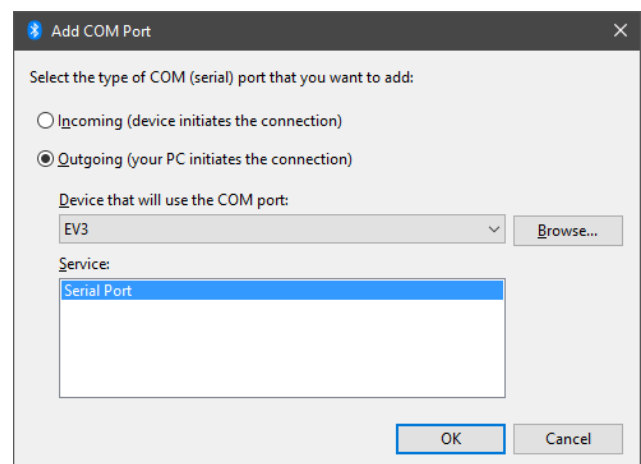 Add COM Port
Select the type of COM (serial) port that you want to add:
Incoming (device initiates the connection)
Outgoing (your PC initiates the connection)
Device that will use the COM port:
EV3
Browse...
Service:
Serial Port
OK Cancel